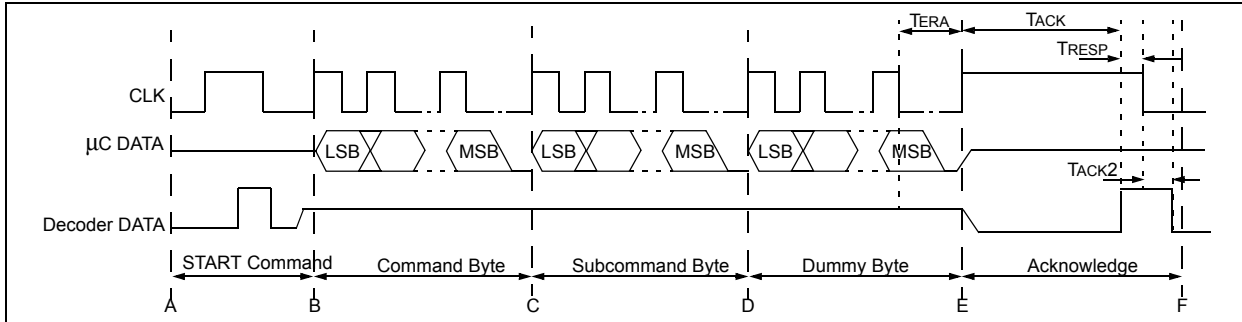 TERA
TACK
TRESP
CLK
µC DATA
LSB
MSB
LSB
MSB
LSB
MSB
TACK2
Decoder DATA
START Command
Command Byte
Subcommand Byte
Dummy Byte
Acknowledge
A
B
C
D
E
F